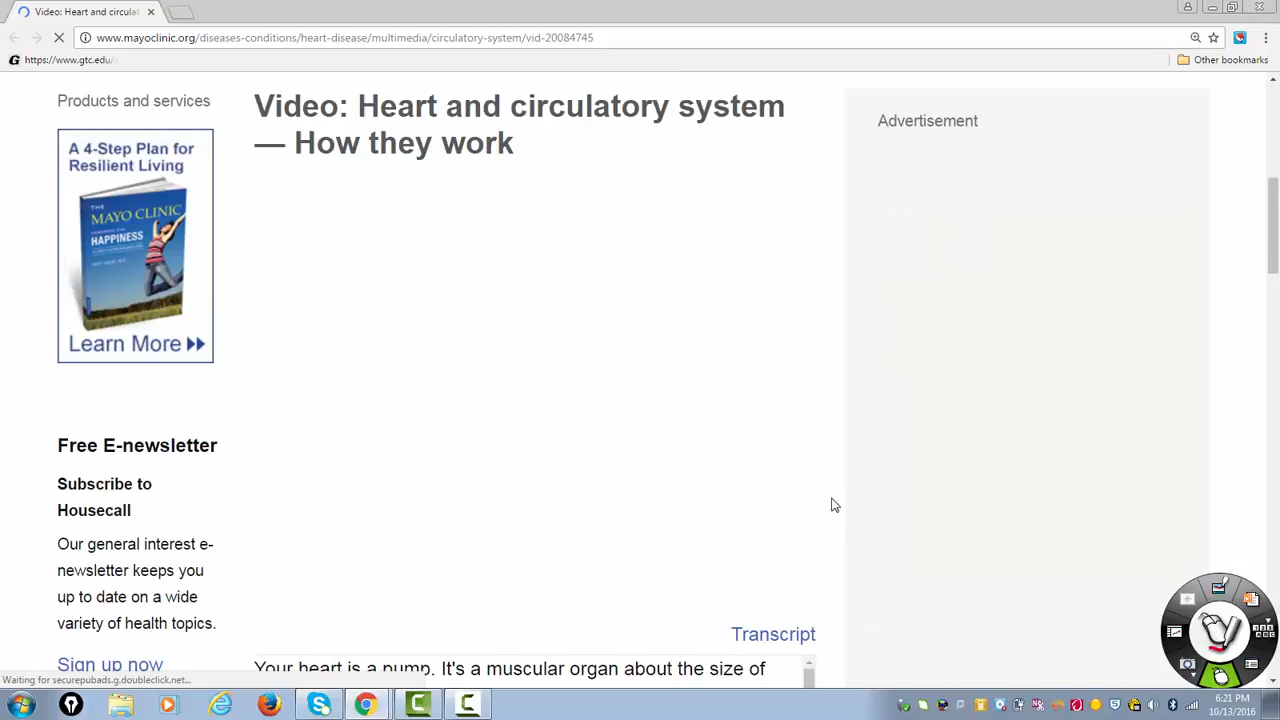 Video: Heart and circulat
www.mayoclinic.org/diseases-conditions/heart-disease/multimedia/circulatory-system/vid-20084745
https://www.gtc.edu/
Other bookmarks
Products and services
A 4-Step Plan for
Resilient Living
THE
MAYO CLINIC
HAPPINESS
Learn More
Free E-newsletter
Subscribe to
Housecall
Our general interest e-
newsletter keeps you
up to date on a wide
variety of health topics.
Sign up now
Video: Heart and circulatory system
— How they work
Transcript
Your heart is a pump. It's a muscular organ about the size of
Advertisement
Waiting for securepubads.g.doubleclick.net...
6:21 PM
10/13/2016